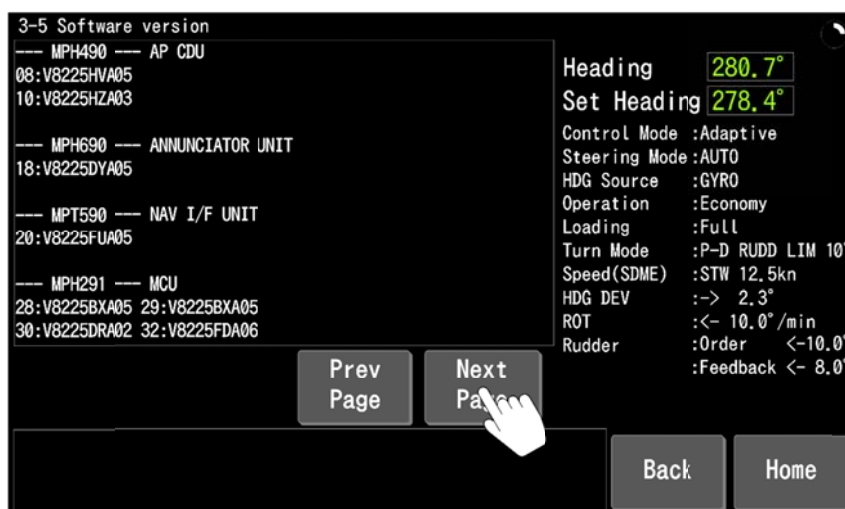 3-5 Software version
--- MPH490 --- AP CDU
08:V8225HVA05
10:V8225HZA03
--- MPH690 --- ANNUNCIATOR UNIT
18:V8225DYA05
--- MPT590 --- NAV I/F UNIT
20:V8225FUA05
--- MPH291 --- MCU
28:V8225BXA05 29:V8225BXA05
30:V8225DRA02 32:V8225FDA06
Prev Page
Next Page
Heading 280.7°
Set Heading 278.4°
Control Mode :Adaptive
Steering Mode:AUTO
HDG Source :GYRO
Operation :Economy
Loading :Full
Turn Mode :P-D RUDD LIM 10°
Speed(SDME) :STW 12.5kn
HDG DEV :-> 2.3°
ROT :<- 10.0°/min
Rudder :Order <-10.0°
:Feedback <- 8.0°
Back
Home